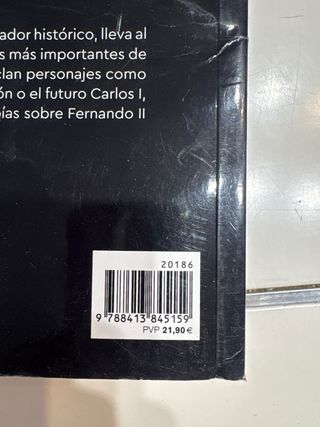 ador histórico, lleva al
s más importantes de
clan personajes como
ón o el futuro Carlos I,
pías sobre Fernando II
20186
9 788413 845159
PVP 21,90 €